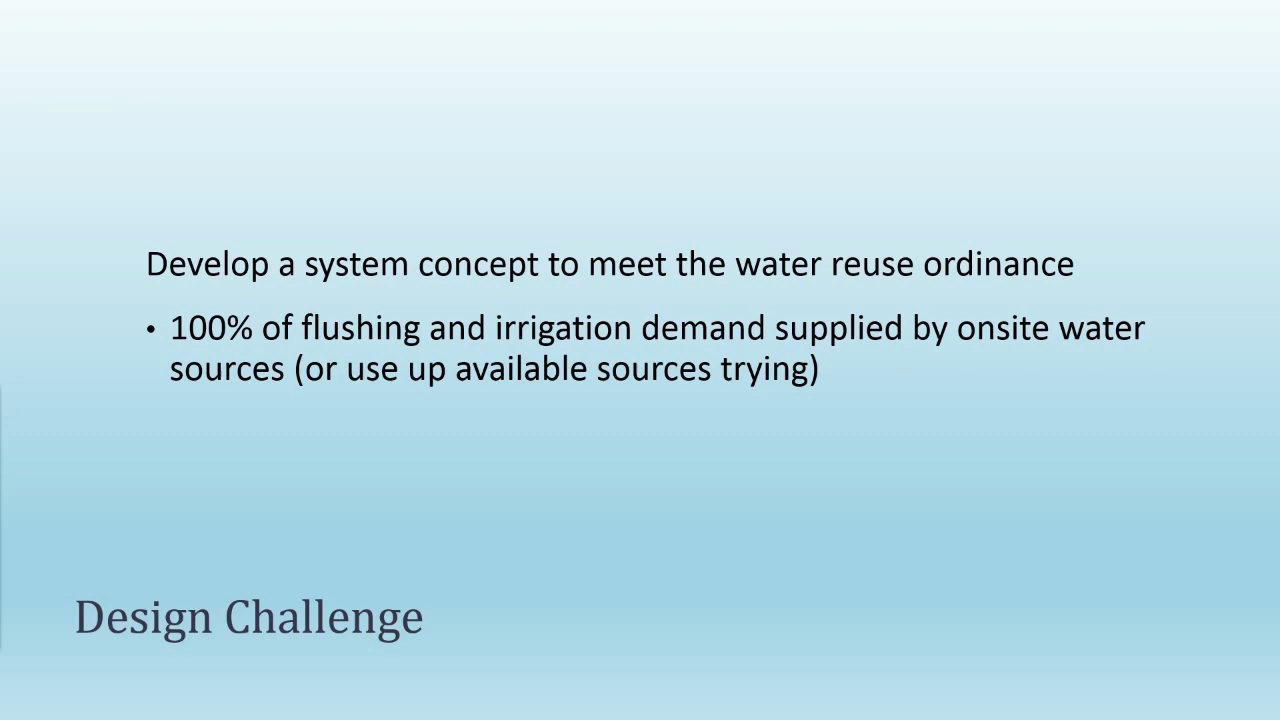 Develop a system concept to meet the water reuse ordinance
• 100% of flushing and irrigation demand supplied by onsite water
sources (or use up available sources trying)
Design Challenge